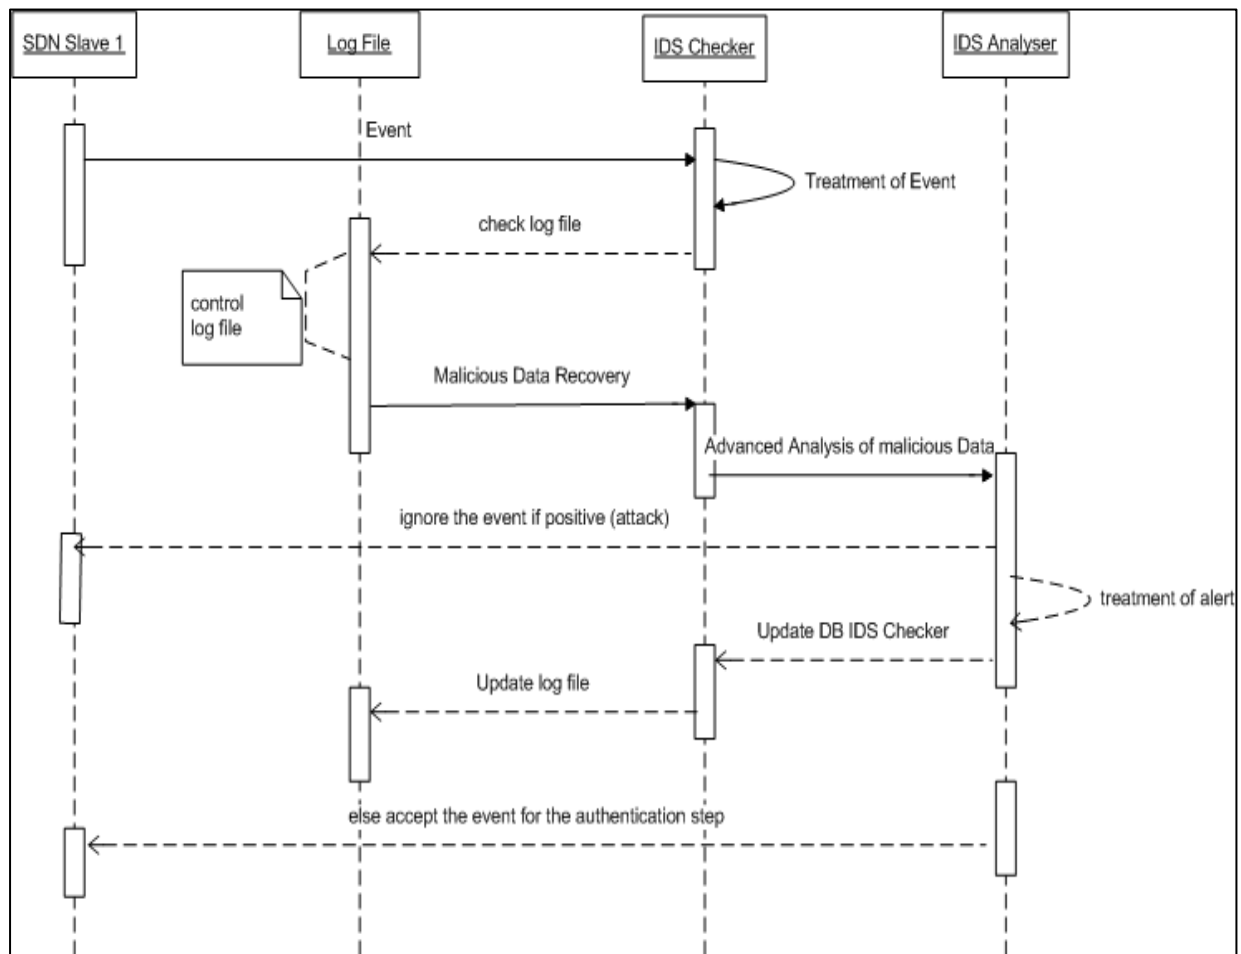 SDN Slave 1
Log File
IDS Checker
IDS Analyser
Event
Treatment of Event
check log file
control
log file
Malicious Data Recovery
Advanced Analysis of malicious Data
ignore the event if positive (attack)
treatment of alert
Update DB IDS Checker
Update log file
else accept the event for the authentication step